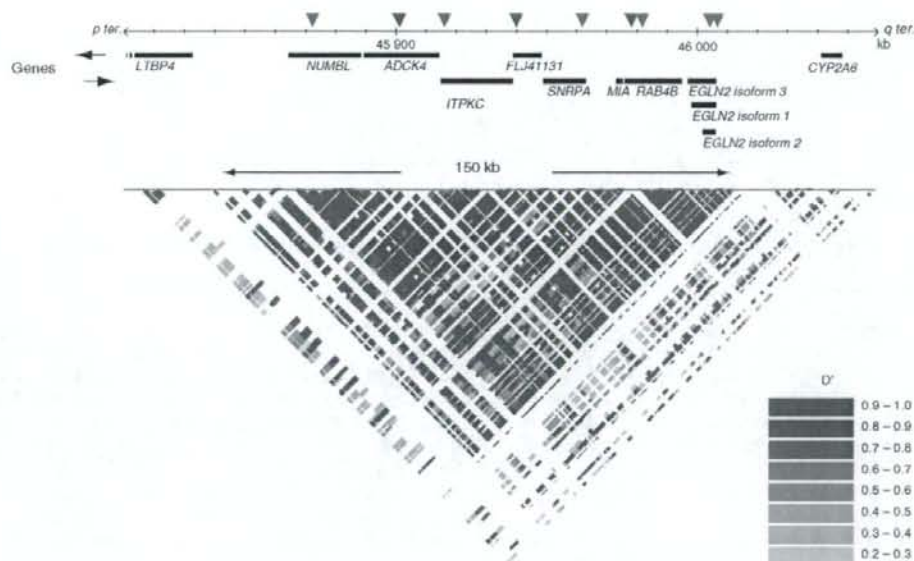 p ter.
q ter.
45 900
46 000
kb
Genes
LTBP4
NUMBL
ADCK4
FLJ41131
CYP2A6
ITPKC
SNRPA
MIA
RAB4B
EGLN2 isoform 3
EGLN2 isoform 1
EGLN2 isoform 2
150 kb
D'
0.9 – 1.0
0.8 – 0.9
0.7 – 0.8
0.6 – 0.7
0.5 – 0.6
0.4 – 0.5
0.3 – 0.4
0.2 – 0.3